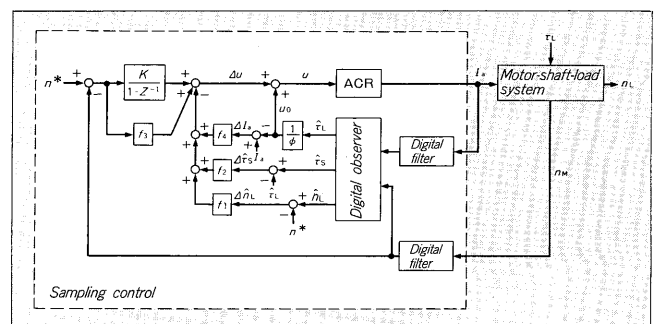 τL
n*
+
−
K
1-Z⁻¹
+
+
+
−
Δu
+
+
u
ACR
Ia
Motor-shaft-load
system
nL
f3
u0
f4
ΔIa
−
+
Ia
1
φ
τ̂L
Digital observer
Digital
filter
+
+
f2
Δτ̂S
+
−
τ̂L
τ̂S
+
+
f1
Δn̂L
+
−
n*
n̂L
nM
Digital
filter
Sampling control